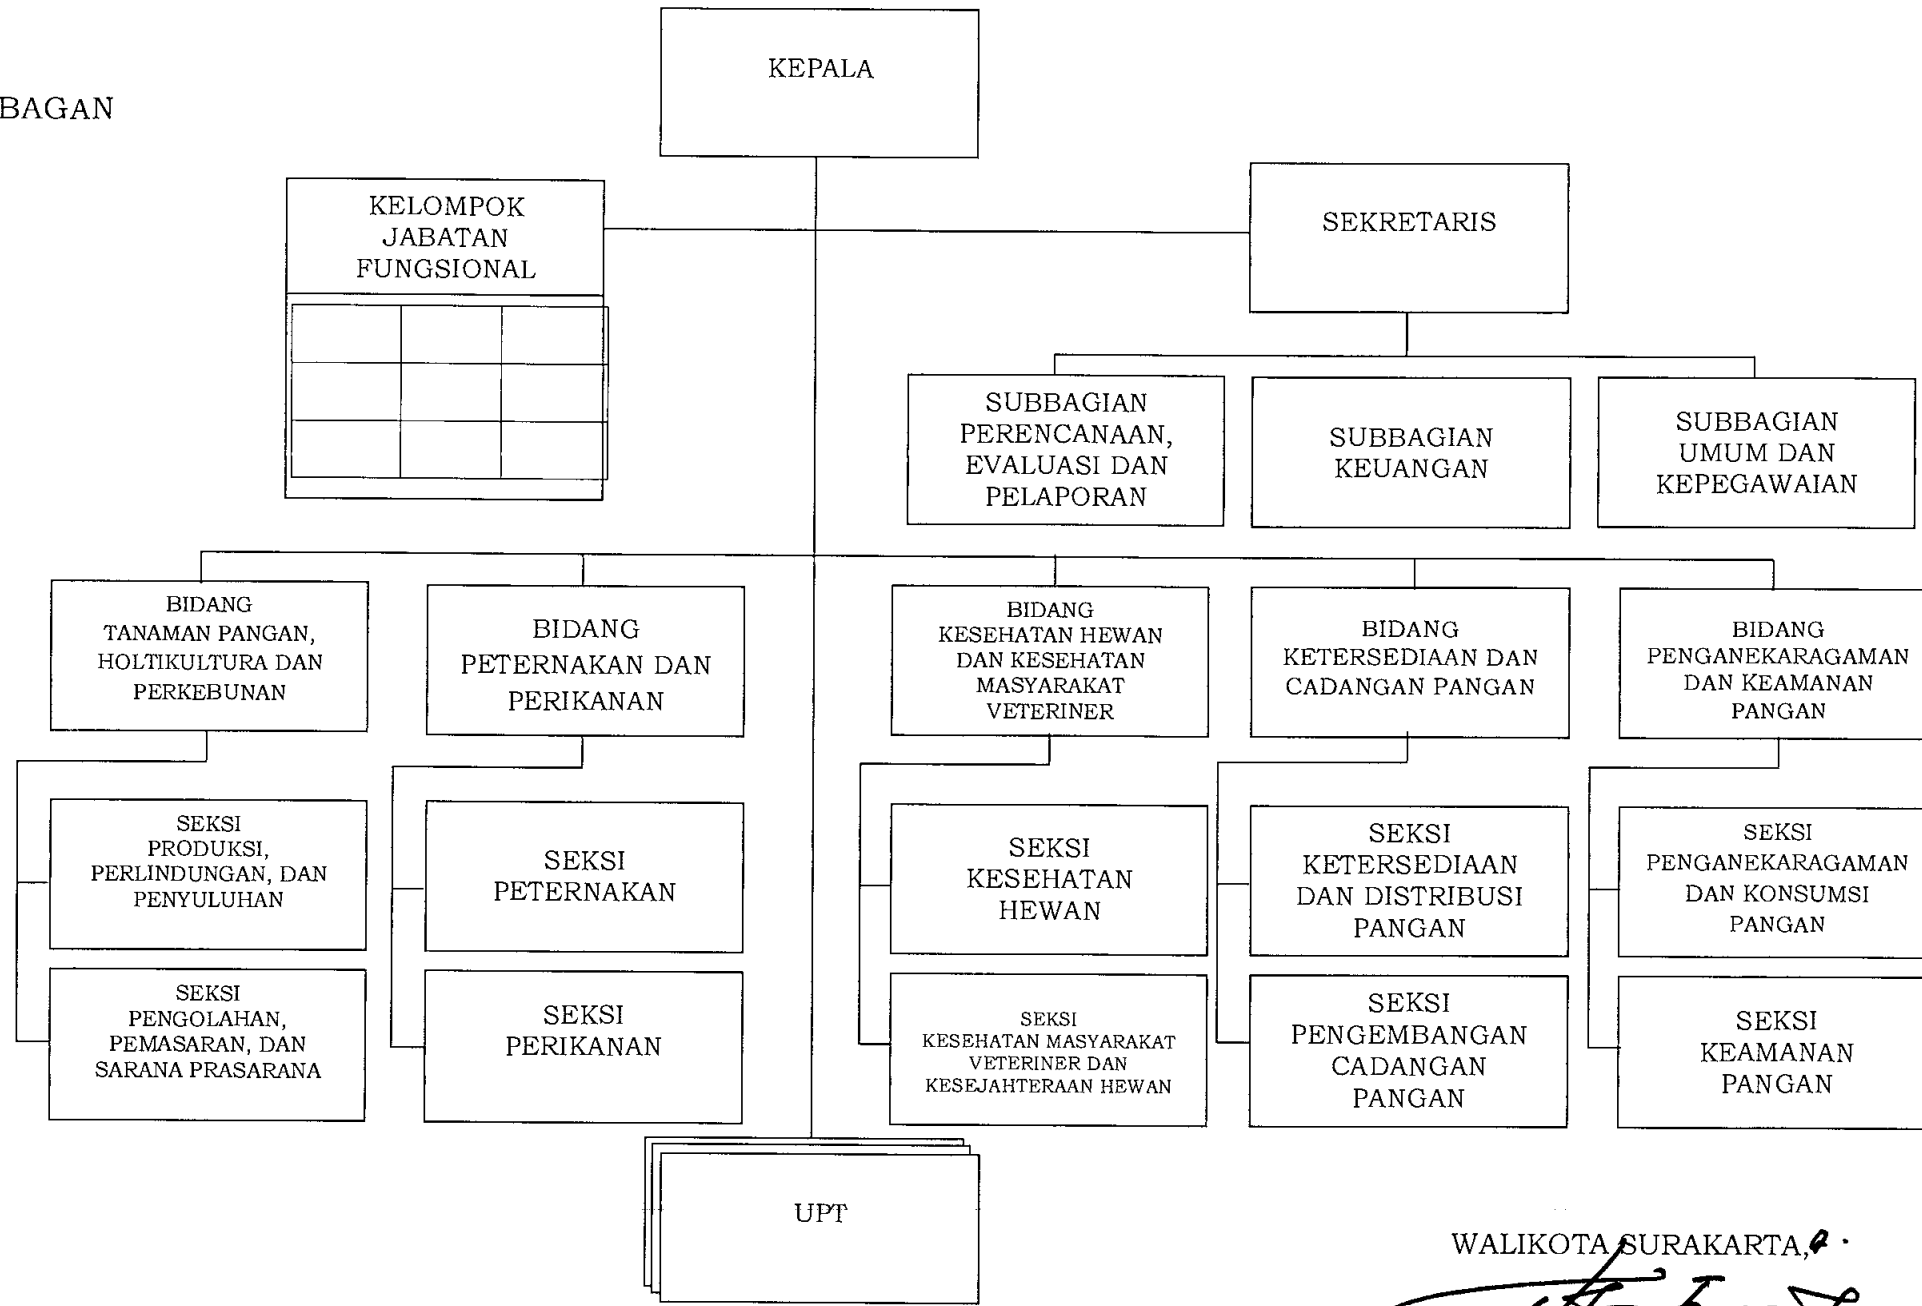 KEPALA
BAGAN
KELOMPOK
JABATAN
FUNGSIONAL
SEKRETARIS
SUBBAGIAN
PERENCANAAN,
EVALUASI DAN
PELAPORAN
SUBBAGIAN
KEUANGAN
SUBBAGIAN
UMUM DAN
KEPEGAWAIAN
BIDANG
TANAMAN PANGAN,
HOLTIKULTURA DAN
PERKEBUNAN
BIDANG
PETERNAKAN DAN
PERIKANAN
BIDANG
KESEHATAN HEWAN
DAN KESEHATAN
MASYARAKAT
VETERINER
BIDANG
KETERSEDIAAN DAN
CADANGAN PANGAN
BIDANG
PENGANEKARAGAMAN
DAN KEAMANAN
PANGAN
SEKSI
PRODUKSI,
PERLINDUNGAN, DAN
PENYULUHAN
SEKSI
PETERNAKAN
SEKSI
KESEHATAN
HEWAN
SEKSI
KETERSEDIAAN
DAN DISTRIBUSI
PANGAN
SEKSI
PENGANEKARAGAMAN
DAN KONSUMSI
PANGAN
SEKSI
PENGOLAHAN,
PEMASARAN, DAN
SARANA PRASARANA
SEKSI
PERIKANAN
SEKSI
KESEHATAN MASYARAKAT
VETERINER DAN
KESEJAHTERAAN HEWAN
SEKSI
PENGEMBANGAN
CADANGAN
PANGAN
SEKSI
KEAMANAN
PANGAN
UPT
WALIKOTA SURAKARTA,